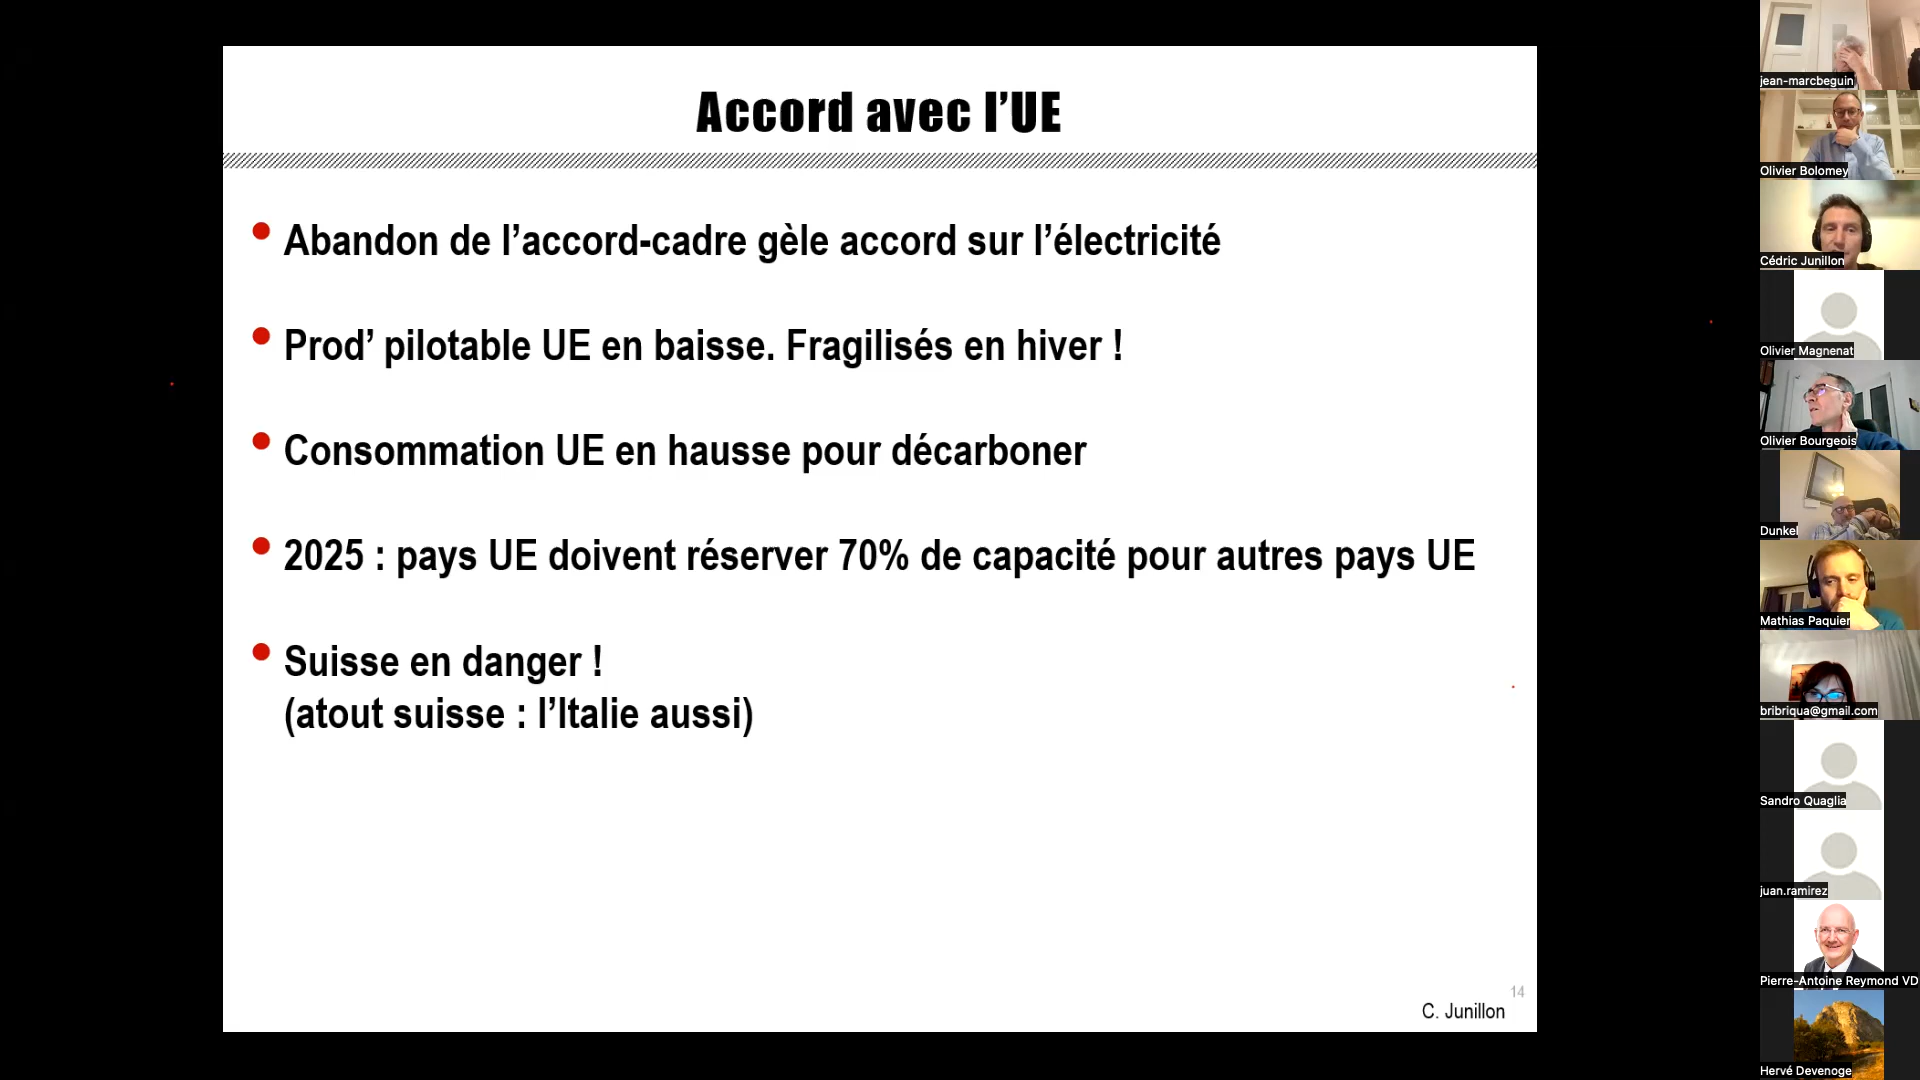 Accord avec l’UE
• Abandon de l’accord-cadre gèle accord sur l’électricité
• Prod’ pilotable UE en baisse. Fragilisés en hiver !
• Consommation UE en hausse pour décarboner
• 2025 : pays UE doivent réserver 70% de capacité pour autres pays UE
• Suisse en danger !
(atout suisse : l’Italie aussi)
14
C. Junillon
jean-marcbeguin
Olivier Bolomey
Cédric Junillon
Olivier Magnenat
Olivier Bourgeois
Dunkel
Mathias Paquier
bribriqua@gmail.com
Sandro Quaglia
juan.ramirez
Pierre-Antoine Reymond VD
Hervé Devenoge